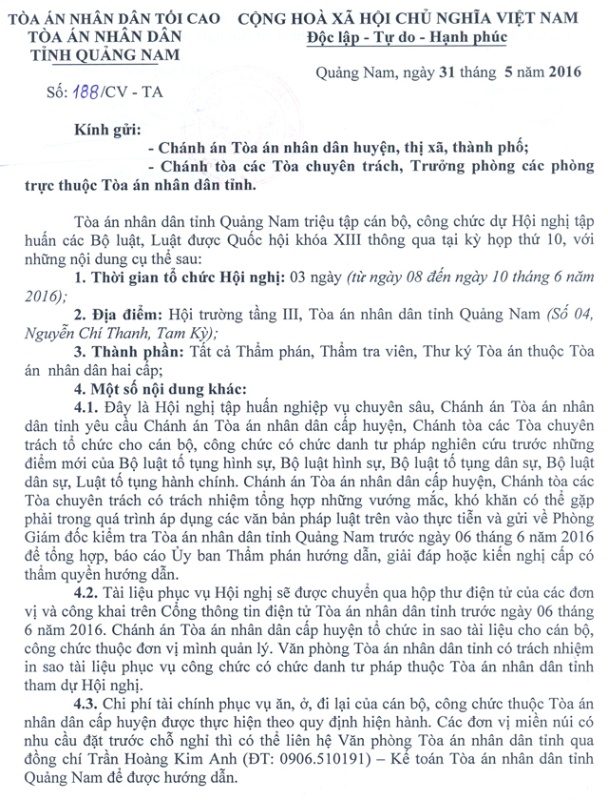 TÒA ÁN NHÂN DÂN TỐI CAO
TÒA ÁN NHÂN DÂN
TỈNH QUẢNG NAM
Số: 188/CV - TA
CỘNG HOÀ XÃ HỘI CHỦ NGHĨA VIỆT NAM
Độc lập - Tự do - Hạnh phúc
Quảng Nam, ngày 31 tháng 5 năm 2016
Kính gửi:
- Chánh án Tòa án nhân dân huyện, thị xã, thành phố;
- Chánh tòa các Tòa chuyên trách, Trưởng phòng các phòng
trực thuộc Tòa án nhân dân tỉnh.
Tòa án nhân dân tỉnh Quảng Nam triệu tập cán bộ, công chức dự Hội nghị tập
huấn các Bộ luật, Luật được Quốc hội khóa XIII thông qua tại kỳ họp thứ 10, với
những nội dung cụ thể sau:
1. Thời gian tổ chức Hội nghị: 03 ngày (từ ngày 08 đến ngày 10 tháng 6 năm
2016);
2. Địa điểm: Hội trường tầng III, Tòa án nhân dân tỉnh Quảng Nam (Số 04,
Nguyễn Chí Thanh, Tam Kỳ);
3. Thành phần: Tất cả Thẩm phán, Thẩm tra viên, Thư ký Tòa án thuộc Tòa
án nhân dân hai cấp;
4. Một số nội dung khác:
4.1. Đây là Hội nghị tập huấn nghiệp vụ chuyên sâu, Chánh án Tòa án nhân
dân tỉnh yêu cầu Chánh án Tòa án nhân dân cấp huyện, Chánh tòa các Tòa chuyên
trách tổ chức cho cán bộ, công chức có chức danh tư pháp nghiên cứu trước những
điểm mới của Bộ luật tố tụng hình sự, Bộ luật hình sự, Bộ luật tố tụng dân sự, Bộ luật
dân sự, Luật tố tụng hành chính. Chánh án Tòa án nhân dân cấp huyện, Chánh tòa các
Tòa chuyên trách có trách nhiệm tổng hợp những vướng mắc, khó khăn có thể gặp
phải trong quá trình áp dụng các văn bản pháp luật trên vào thực tiễn và gửi về Phòng
Giám đốc kiểm tra Tòa án nhân dân tỉnh Quảng Nam trước ngày 06 tháng 6 năm 2016
để tổng hợp, báo cáo Ủy ban Thẩm phán hướng dẫn, giải đáp hoặc kiến nghị cấp có
thẩm quyền hướng dẫn.
4.2. Tài liệu phục vụ Hội nghị sẽ được chuyển qua hộp thư điện tử của các đơn
vị và công khai trên Cổng thông tin điện tử Tòa án nhân dân tỉnh trước ngày 06 tháng
6 năm 2016. Chánh án Tòa án nhân dân cấp huyện tổ chức in sao tài liệu cho cán bộ,
công chức thuộc đơn vị mình quản lý. Văn phòng Tòa án nhân dân tỉnh có trách nhiệm
in sao tài liệu phục vụ công chức có chức danh tư pháp thuộc Tòa án nhân dân tỉnh
tham dự Hội nghị.
4.3. Chi phí tài chính phục vụ ăn, ở, đi lại của cán bộ, công chức thuộc Tòa án
nhân dân cấp huyện được thực hiện theo quy định hiện hành. Các đơn vị miền núi có
nhu cầu đặt trước chỗ nghỉ thì có thể liên hệ Văn phòng Tòa án nhân dân tỉnh qua
đồng chí Trần Hoàng Kim Anh (ĐT: 0906.510191) – Kế toán Tòa án nhân dân tỉnh
Quảng Nam để được hướng dẫn.